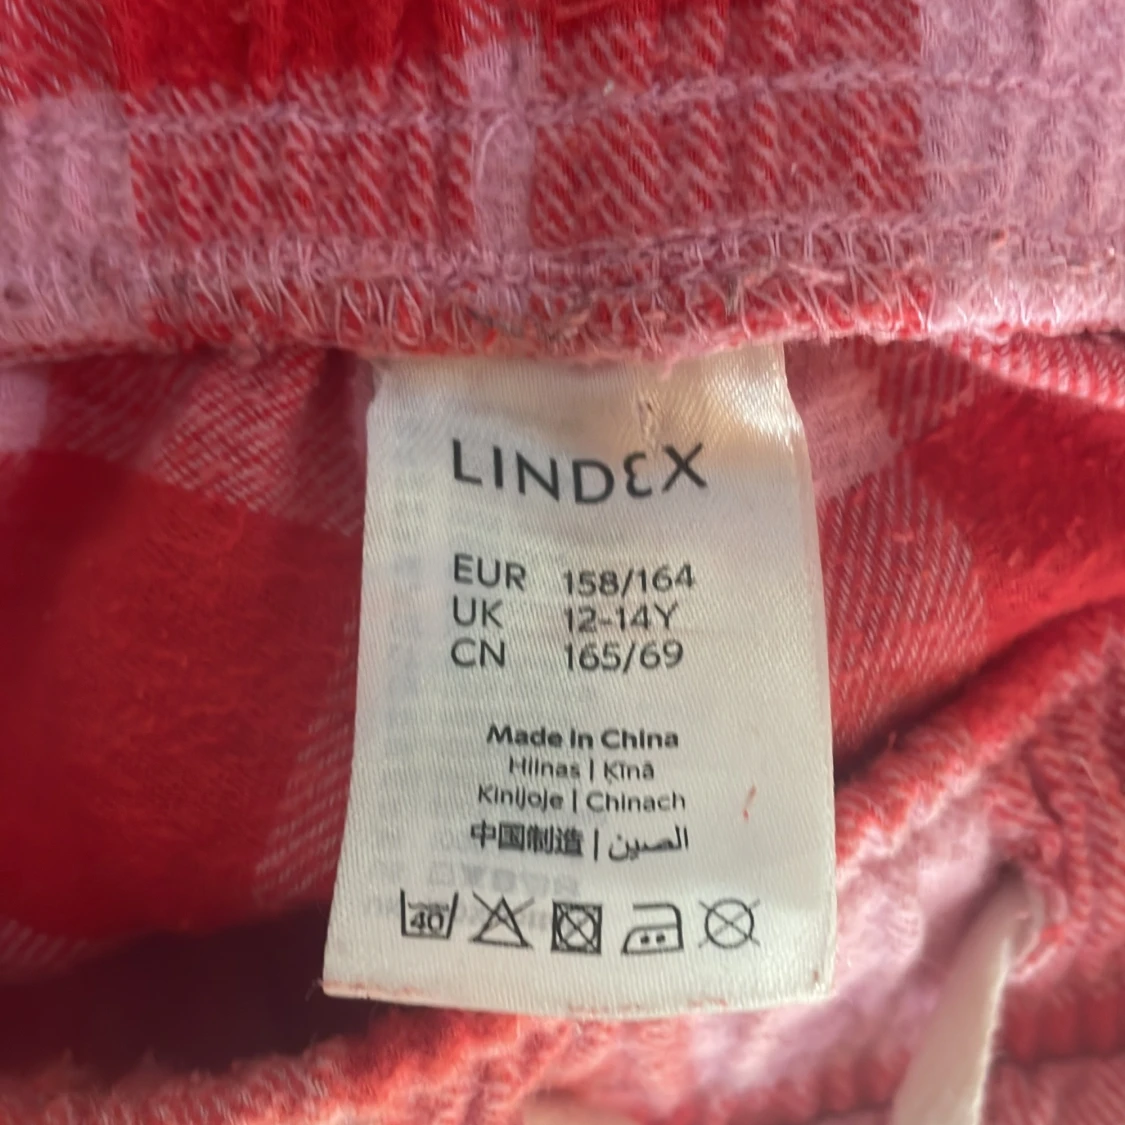 LINDEX
EUR 158/164
UK 12-14Y
CN 165/69
Made in China
Hiinas | Ķīnā
Kinijoje | Chinach
中国制造 | الصين
40